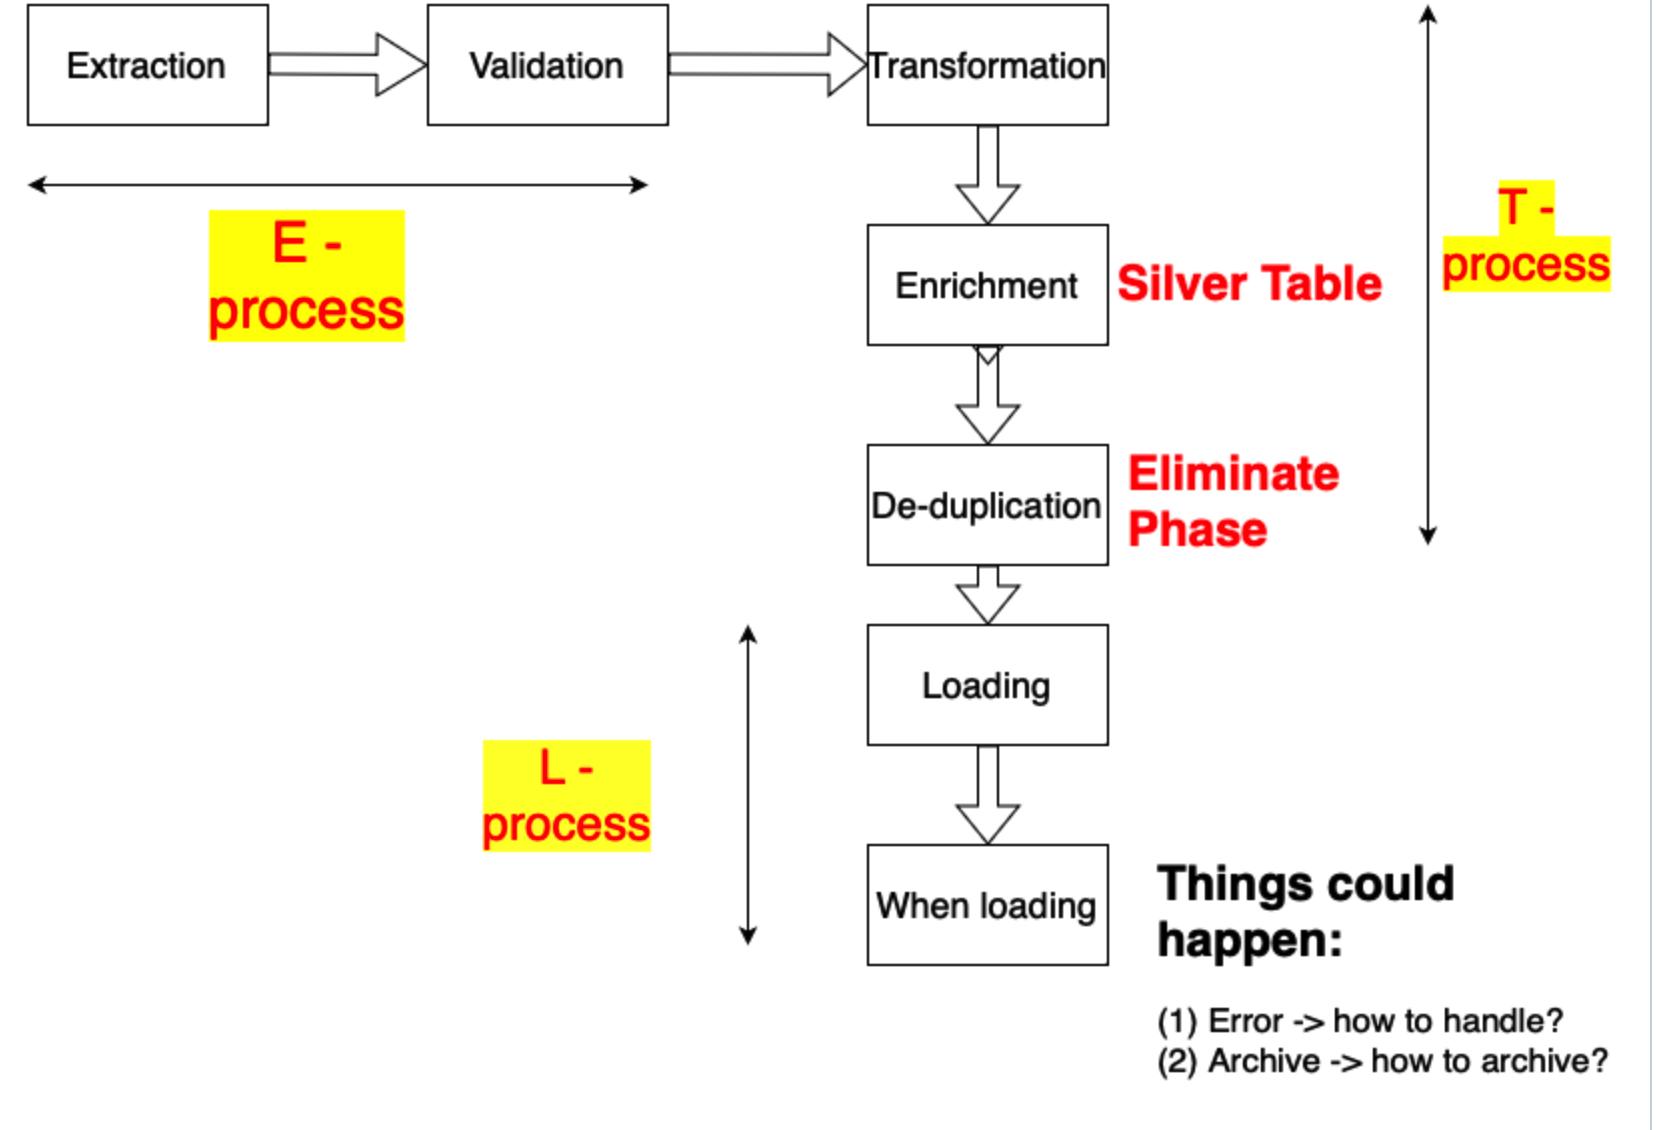 Extraction
Validation
Transformation
E -
process
T -
process
Enrichment
Silver Table
De-duplication
Eliminate
Phase
Loading
L -
process
When loading
Things could
happen:
(1) Error -> how to handle?
(2) Archive -> how to archive?